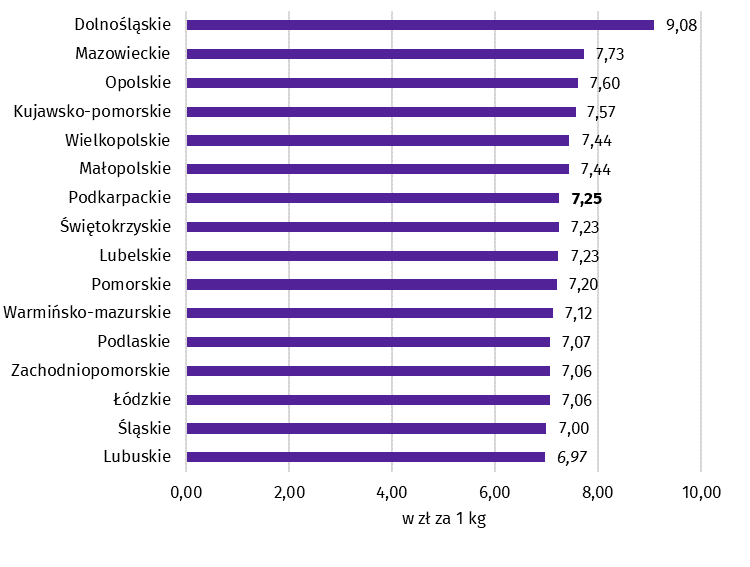 Dolnośląskie 9,08
Mazowieckie 7,73
Opolskie 7,60
Kujawsko-pomorskie 7,57
Wielkopolskie 7,44
Małopolskie 7,44
Podkarpackie 7,25
Świętokrzyskie 7,23
Lubelskie 7,23
Pomorskie 7,20
Warmińsko-mazurskie 7,12
Podlaskie 7,07
Zachodniopomorskie 7,06
Łódzkie 7,06
Śląskie 7,00
Lubuskie 6,97
0,00 2,00 4,00 6,00 8,00 10,00
w zł za 1 kg